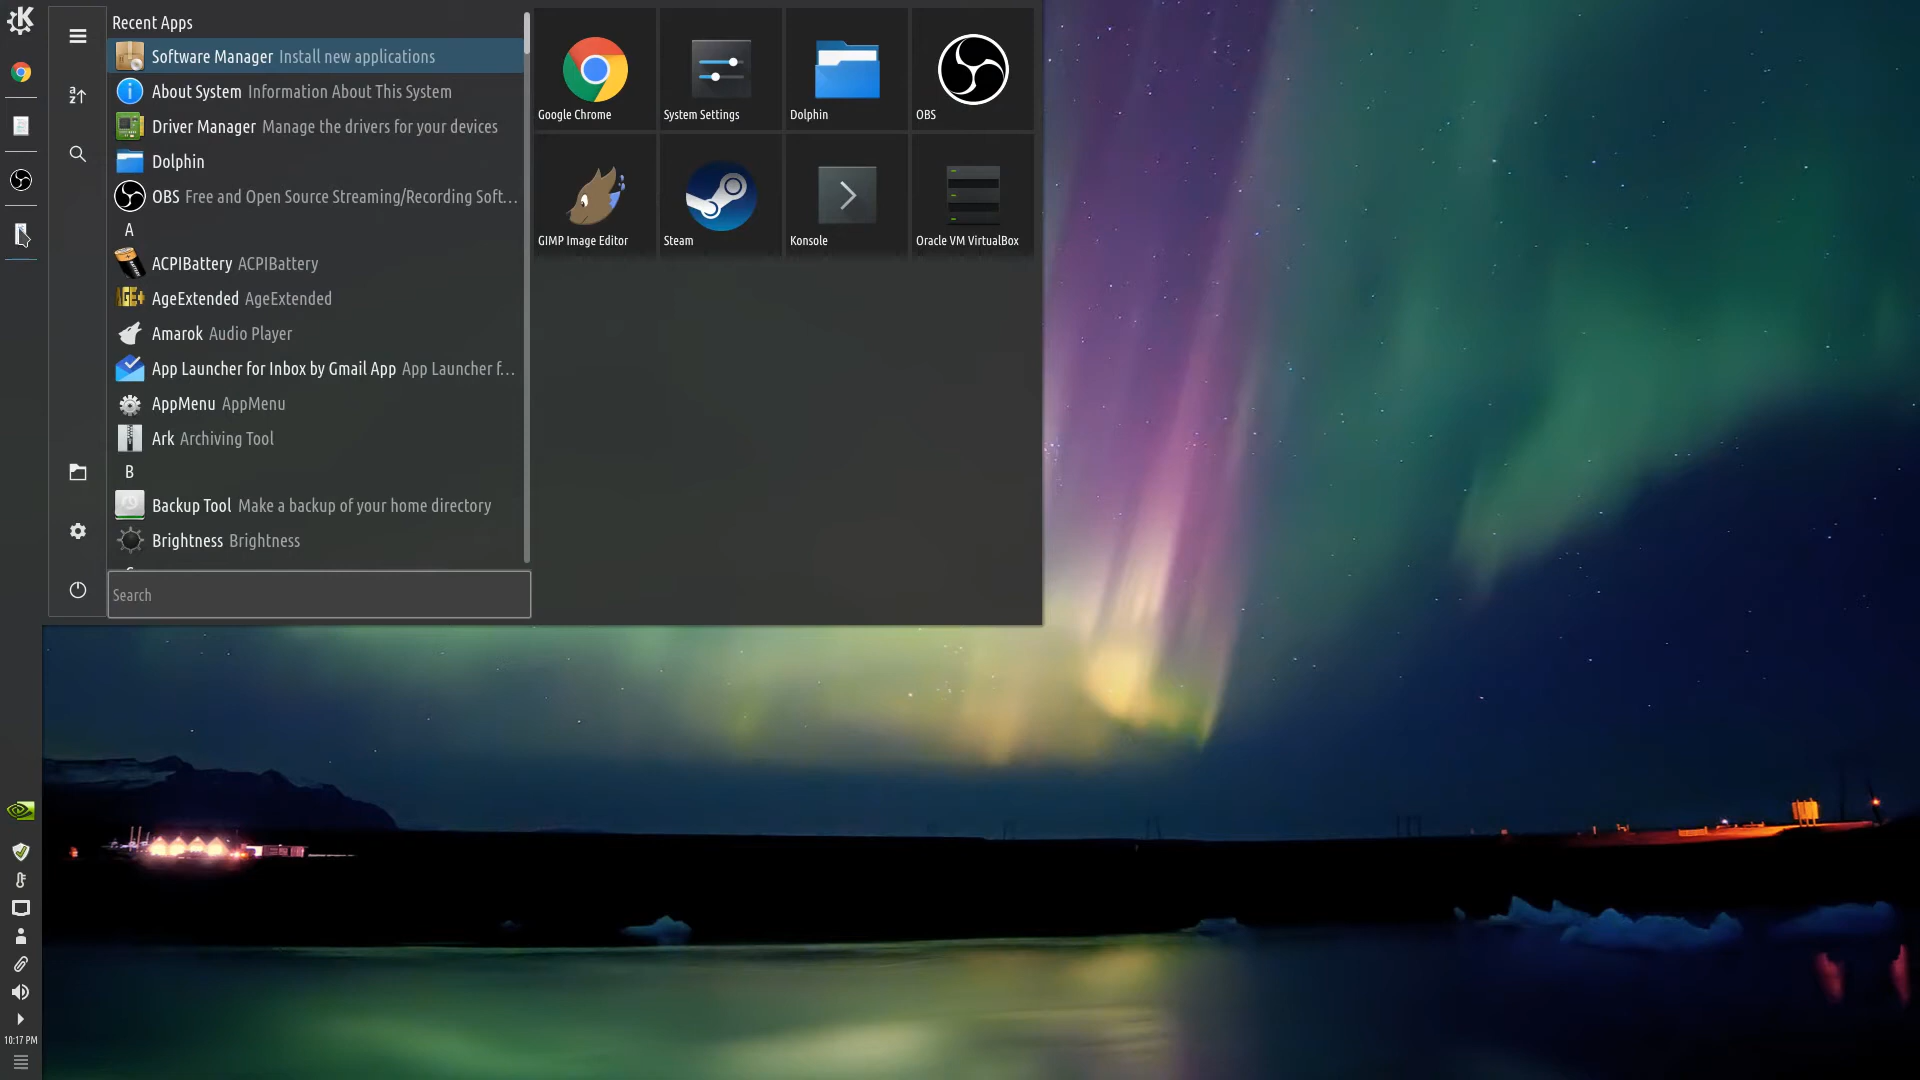 Recent Apps
Software Manager Install new applications
About System Information About This System
Driver Manager Manage the drivers for your devices
Dolphin
OBS Free and Open Source Streaming/Recording Soft...
A
ACPIBattery ACPIBattery
AgeExtended AgeExtended
Amarok Audio Player
App Launcher for Inbox by Gmail App App Launcher f...
AppMenu AppMenu
Ark Archiving Tool
B
Backup Tool Make a backup of your home directory
Brightness Brightness
Search
Google Chrome
System Settings
Dolphin
OBS
GIMP Image Editor
Steam
Konsole
Oracle VM VirtualBox
10:17 PM